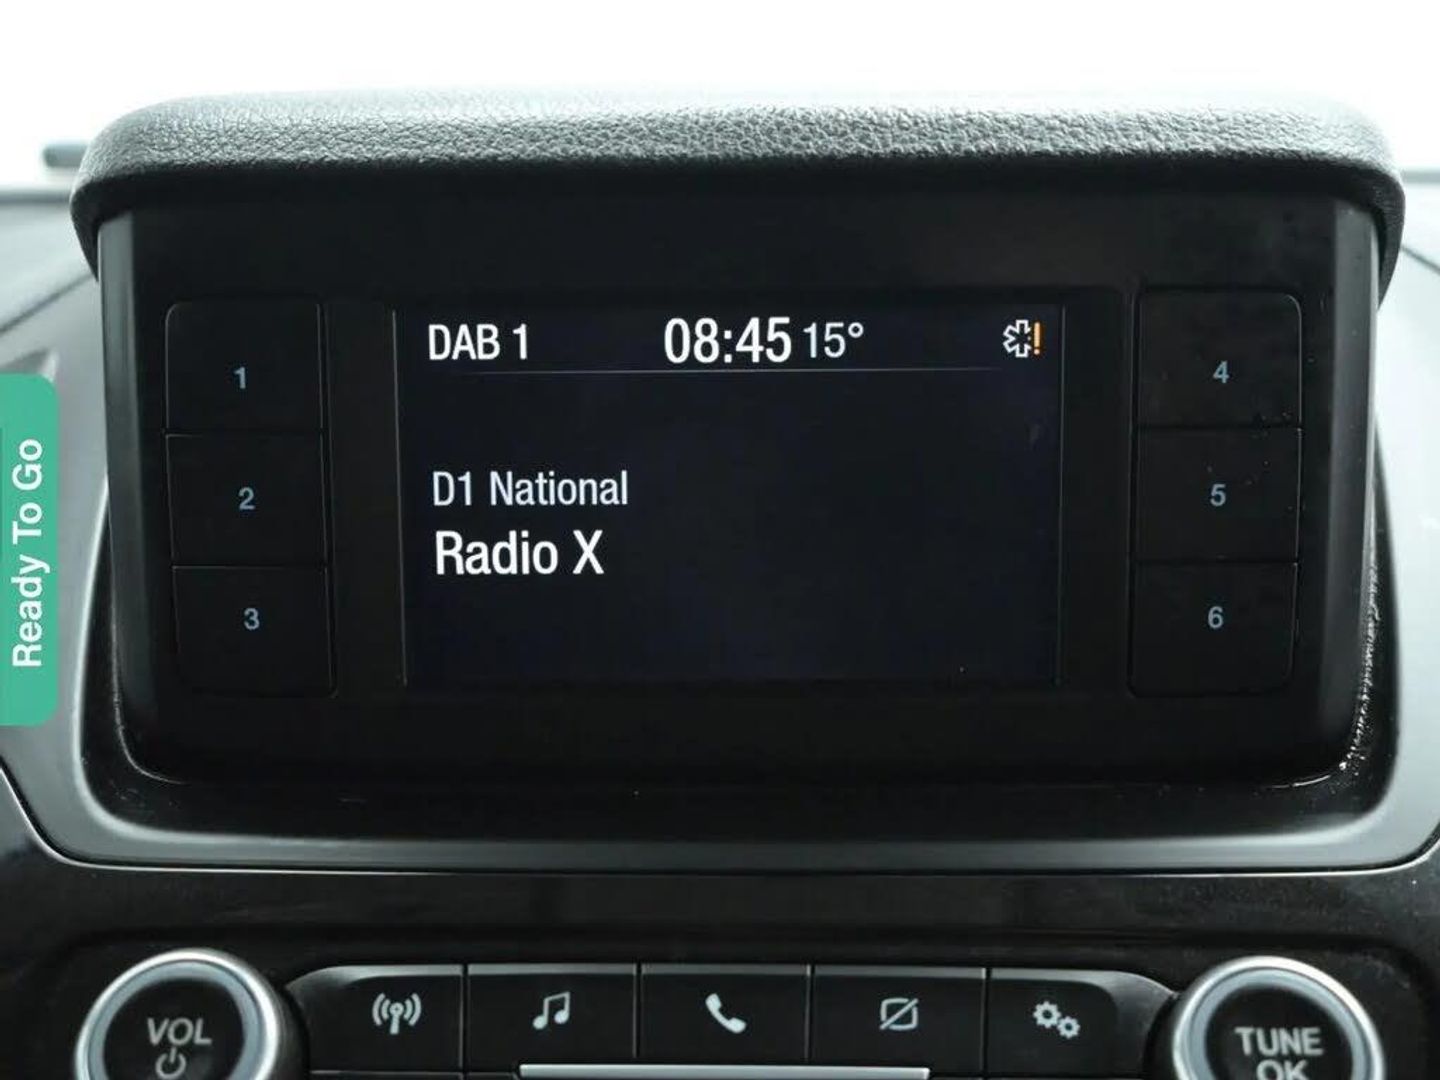 DAB 1 08:45 15°
D1 National
Radio X
1
2
3
4
5
6
Ready To Go
VOL
TUNE
OK